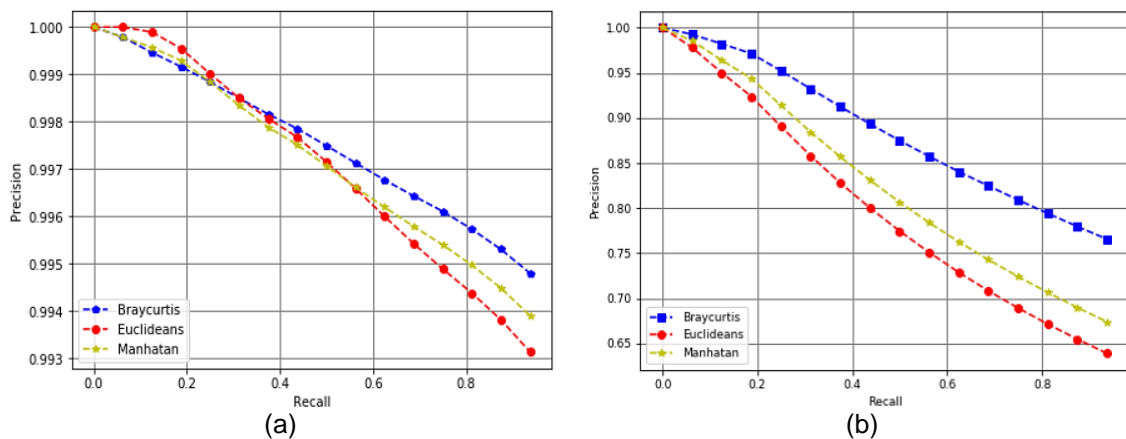 1.000
0.999
0.998
0.997
0.996
0.995
0.994
0.993
Precision
Braycurtis
Euclideans
Manhatan
0.0 0.2 0.4 0.6 0.8
Recall
(a)
1.00
0.95
0.90
0.85
0.80
0.75
0.70
0.65
Precision
Braycurtis
Euclideans
Manhatan
0.0 0.2 0.4 0.6 0.8
Recall
(b)